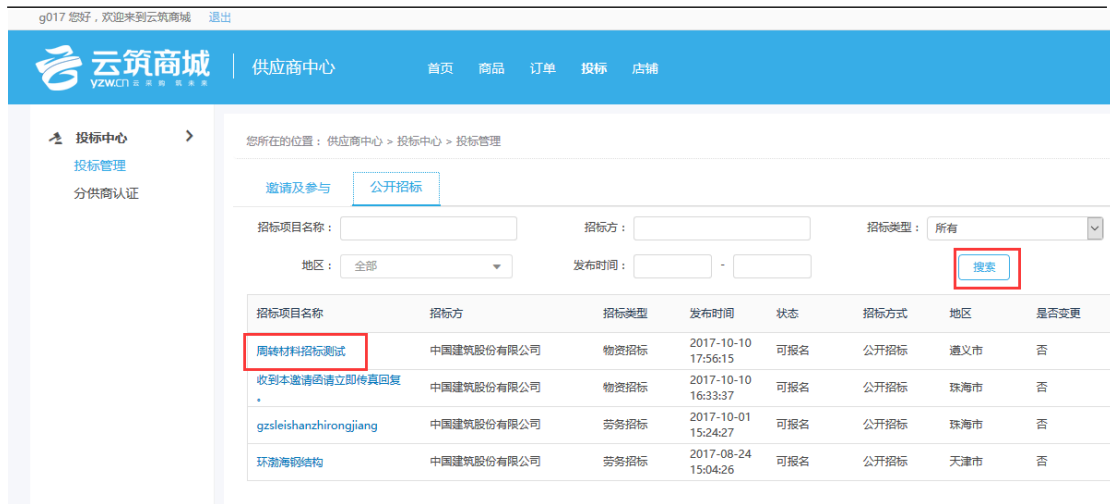 g017 您好，欢迎来到云筑商城 退出
云筑商城 供应商中心 首页 商品 订单 投标 店铺
yzw.cn 云 采 购 筑 未 来
投标中心
投标管理
分供商认证
您所在的位置： 供应商中心 > 投标中心 > 投标管理
邀请及参与 公开招标
招标项目名称： 招标方： 招标类型： 所有
地区： 全部 发布时间： - 搜索
招标项目名称 招标方 招标类型 发布时间 状态 招标方式 地区 是否变更
周转材料招标测试 中国建筑股份有限公司 物资招标 2017-10-10 可报名 公开招标 遵义市 否
17:56:15
收到本邀请函请立即传真回复 中国建筑股份有限公司 物资招标 2017-10-10 可报名 公开招标 珠海市 否
。 16:33:37
gzsleishanzhirongjiang 中国建筑股份有限公司 劳务招标 2017-10-01 可报名 公开招标 珠海市 否
15:24:27
环渤海钢结构 中国建筑股份有限公司 劳务招标 2017-08-24 可报名 公开招标 天津市 否
15:04:26